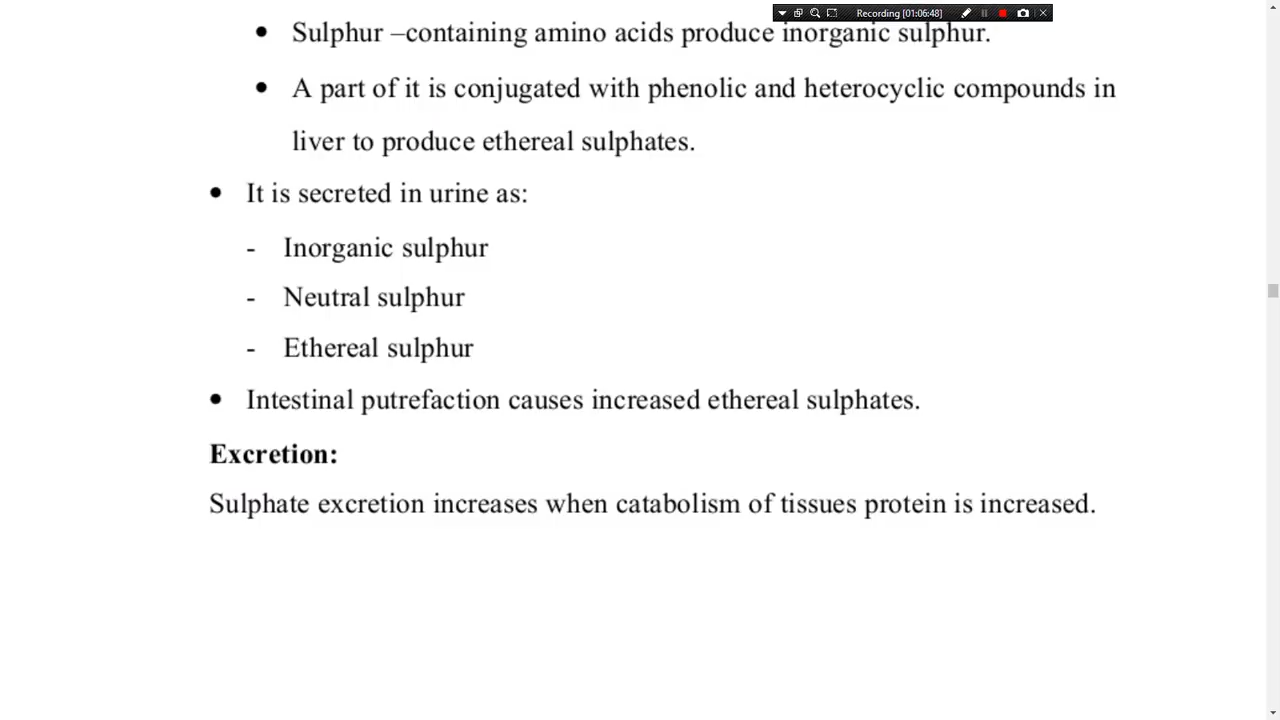 Recording [01:06:48]
• Sulphur –containing amino acids produce inorganic sulphur.
• A part of it is conjugated with phenolic and heterocyclic compounds in
liver to produce ethereal sulphates.
• It is secreted in urine as:
- Inorganic sulphur
- Neutral sulphur
- Ethereal sulphur
• Intestinal putrefaction causes increased ethereal sulphates.
Excretion:
Sulphate excretion increases when catabolism of tissues protein is increased.